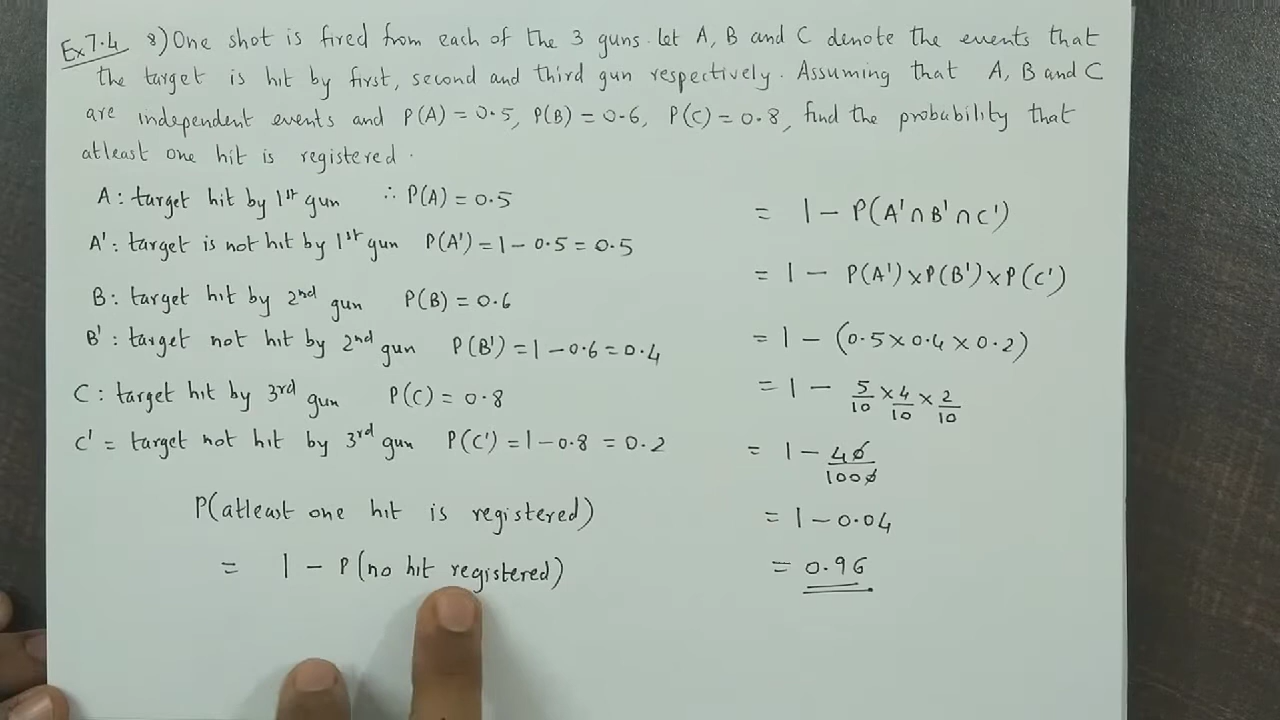 Ex 7.4 8) One shot is fired from each of the 3 guns. Let A, B and C denote the events that
the target is hit by first, second and third gun respectively. Assuming that A, B and C
are independent events and P(A) = 0.5, P(B) = 0.6, P(C) = 0.8, find the probability that
atleast one hit is registered.
A : target hit by 1st gun ∴ P(A) = 0.5
A' : target is not hit by 1st gun P(A') = 1 - 0.5 = 0.5
B : target hit by 2nd gun P(B) = 0.6
B' : target not hit by 2nd gun P(B') = 1 - 0.6 = 0.4
C : target hit by 3rd gun P(C) = 0.8
C' = target not hit by 3rd gun P(C') = 1 - 0.8 = 0.2
P(atleast one hit is registered)
= 1 - P(no hit registered)
= 1 - P(A' ∩ B' ∩ C')
= 1 - P(A') × P(B') × P(C')
= 1 - (0.5 × 0.4 × 0.2)
= 1 - 5/10 × 4/10 × 2/10
= 1 - 40/1000
= 1 - 0.04
= 0.96